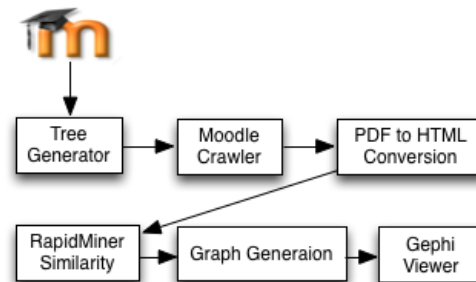 m
Tree
Generator
Moodle
Crawler
PDF to HTML
Conversion
RapidMiner
Similarity
Graph Generaion
Gephi
Viewer